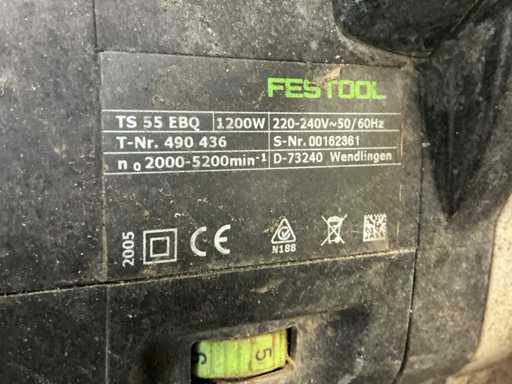 FESTOOL
TS 55 EBQ 1200W 220-240V~50/60Hz
T-Nr. 490 436 S-Nr. 00162361
n₀ 2000-5200min⁻¹ D-73240 Wendlingen
2005 CE N188
5